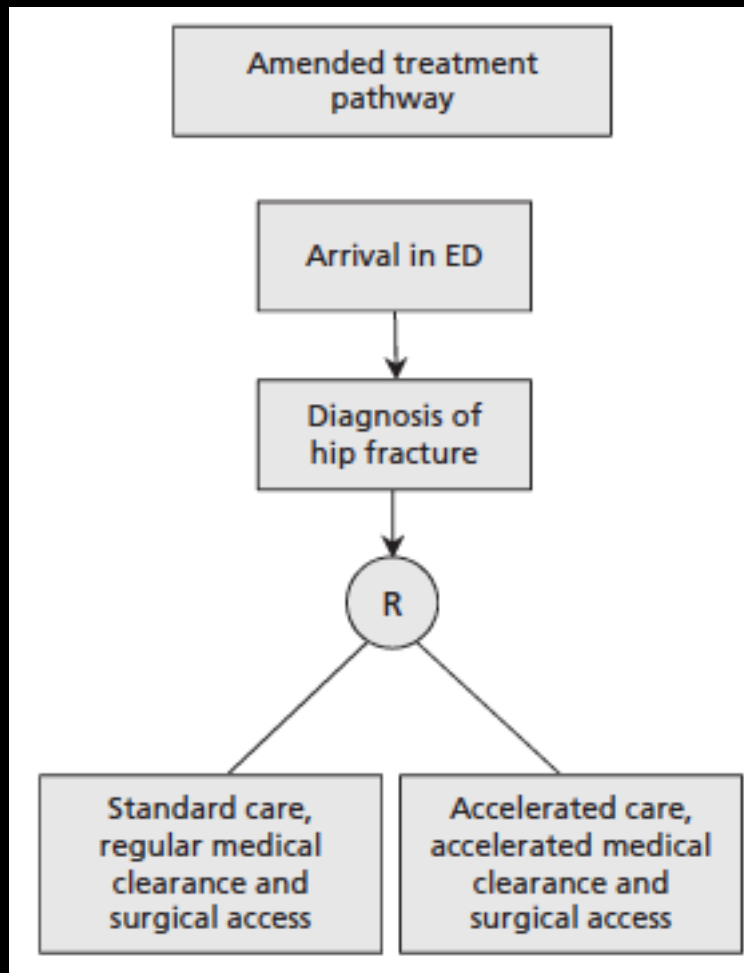 Amended treatment
pathway
Arrival in ED
Diagnosis of
hip fracture
R
Standard care,
regular medical
clearance and
surgical access
Accelerated care,
accelerated medical
clearance and
surgical access